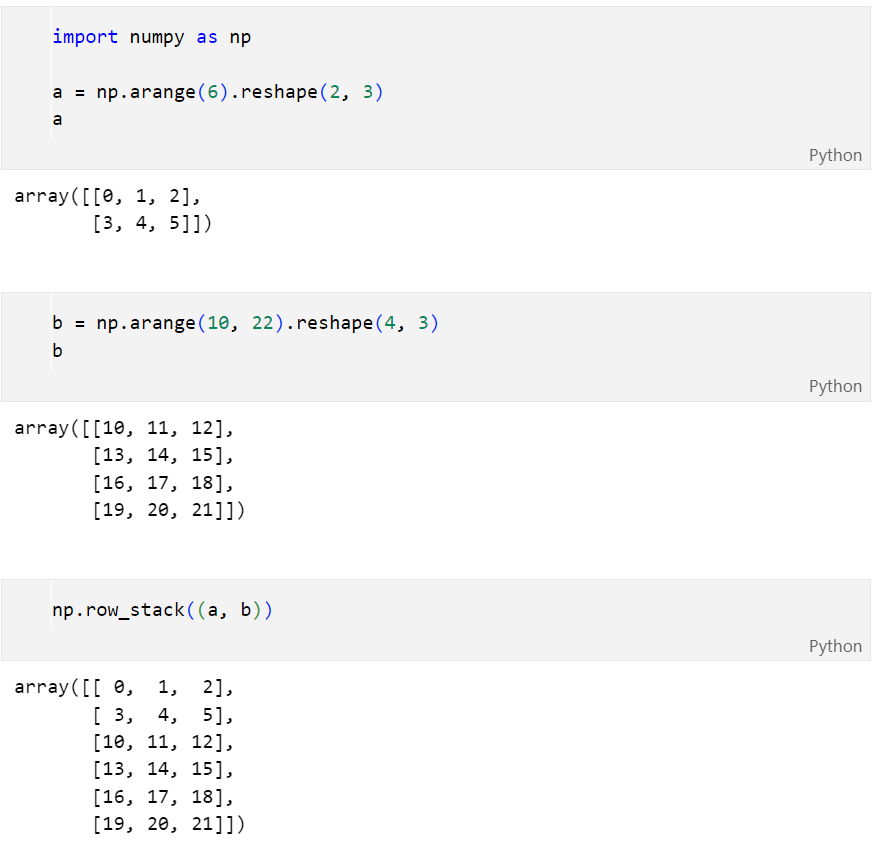 import numpy as np
a = np.arange(6).reshape(2, 3)
a
Python
array([[0, 1, 2],
       [3, 4, 5]])
b = np.arange(10, 22).reshape(4, 3)
b
Python
array([[10, 11, 12],
       [13, 14, 15],
       [16, 17, 18],
       [19, 20, 21]])
np.row_stack((a, b))
Python
array([[ 0,  1,  2],
       [ 3,  4,  5],
       [10, 11, 12],
       [13, 14, 15],
       [16, 17, 18],
       [19, 20, 21]])